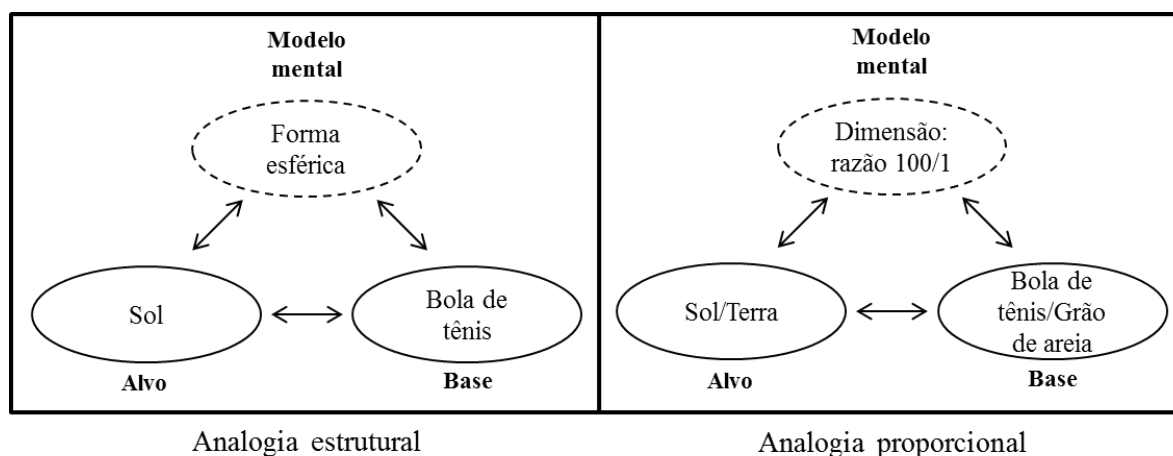 Modelo
mental
Forma
esférica
Sol
Bola de
tênis
Alvo
Base
Analogia estrutural
Modelo
mental
Dimensão:
razão 100/1
Sol/Terra
Bola de
tênis/Grão
de areia
Alvo
Base
Analogia proporcional